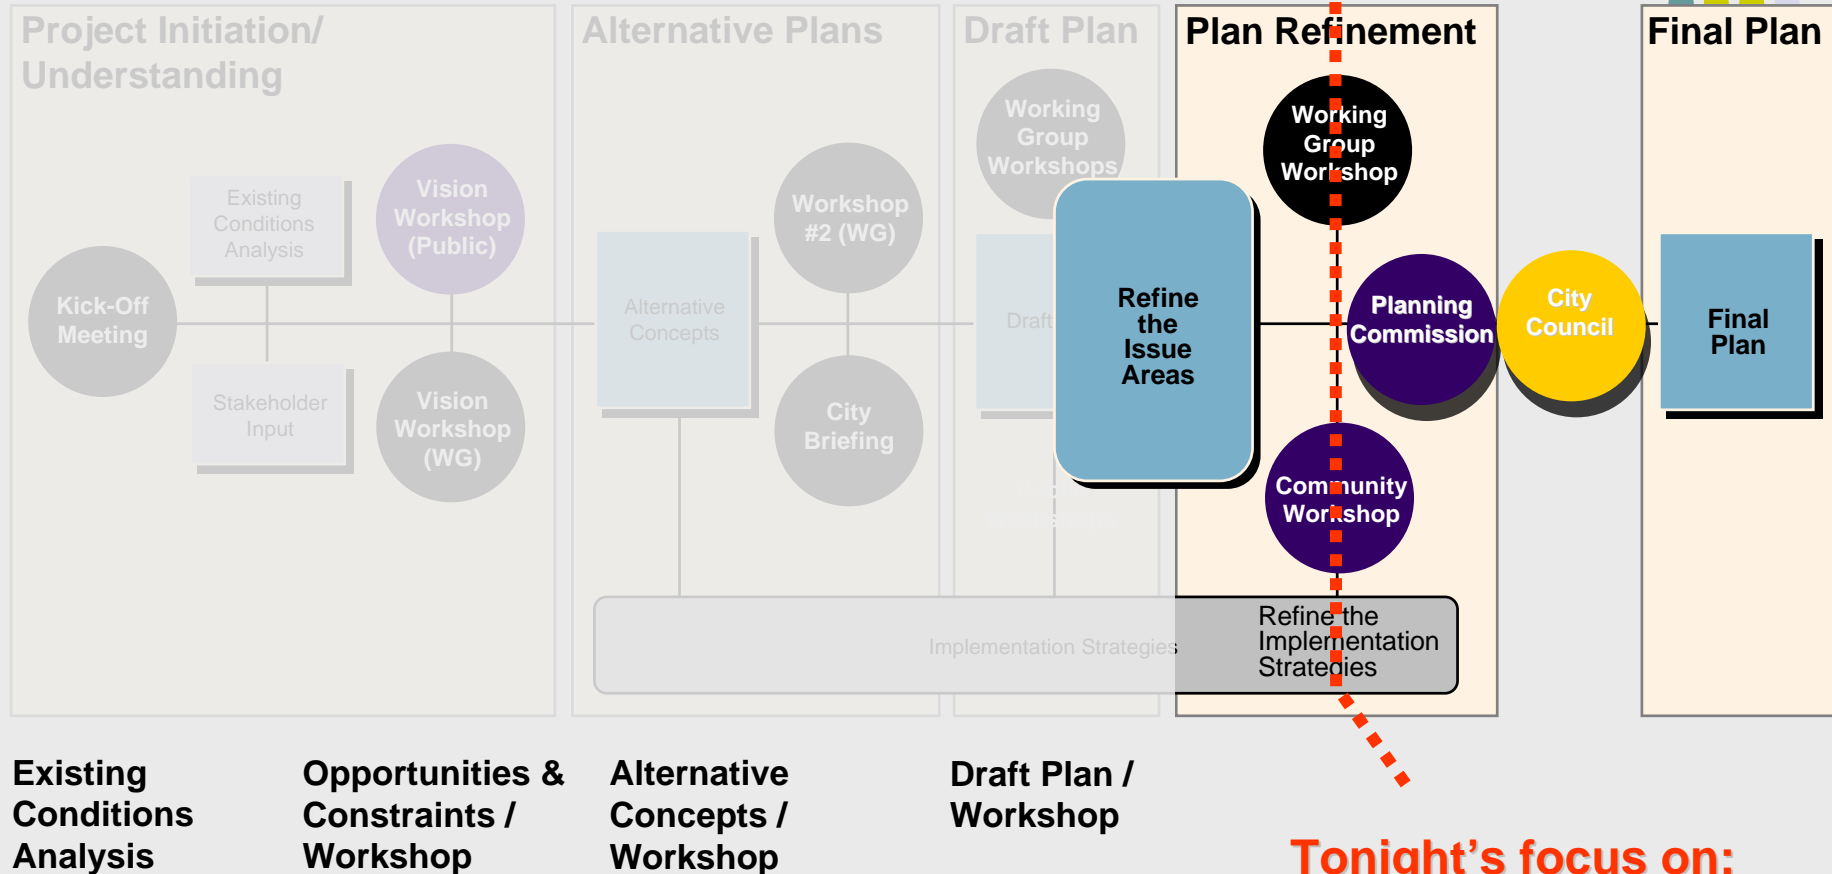 Project Initiation/
Understanding
Alternative Plans
Draft Plan
Plan Refinement
Final Plan
Kick-Off
Meeting
Existing
Conditions
Analysis
Stakeholder
Input
Vision
Workshop
(Public)
Vision
Workshop
(WG)
Alternative
Concepts
Workshop
#2 (WG)
City
Briefing
Working
Group
Workshops
Draft
Refine
the
Issue
Areas
Working
Group
Workshop
Community
Workshop
Planning
Commission
City
Council
Final
Plan
Implementation Strategies
Refine the
Implementation
Strategies
Existing
Conditions
Analysis
Opportunities &
Constraints /
Workshop
Alternative
Concepts /
Workshop
Draft Plan /
Workshop
Tonight's focus on: